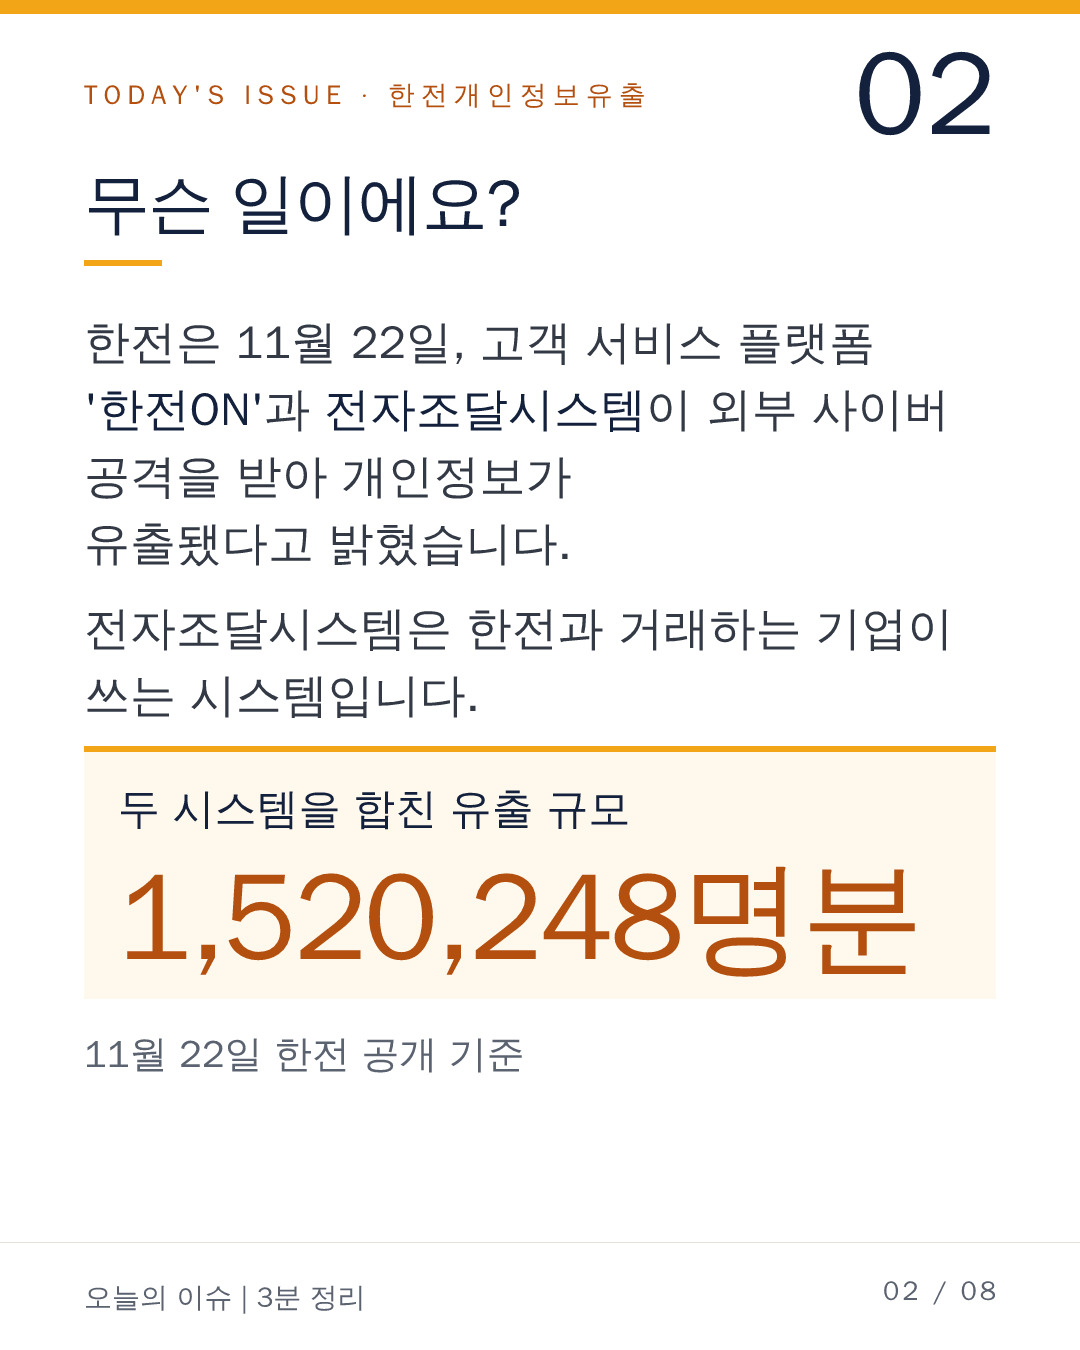 TODAY'S ISSUE · 한전개인정보유출
02
무슨 일이에요?
한전은 11월 22일, 고객 서비스 플랫폼
'한전ON'과 전자조달시스템이 외부 사이버
공격을 받아 개인정보가
유출됐다고 밝혔습니다.
전자조달시스템은 한전과 거래하는 기업이
쓰는 시스템입니다.
두 시스템을 합친 유출 규모
1,520,248명분
11월 22일 한전 공개 기준
오늘의 이슈 | 3분 정리
02 / 08